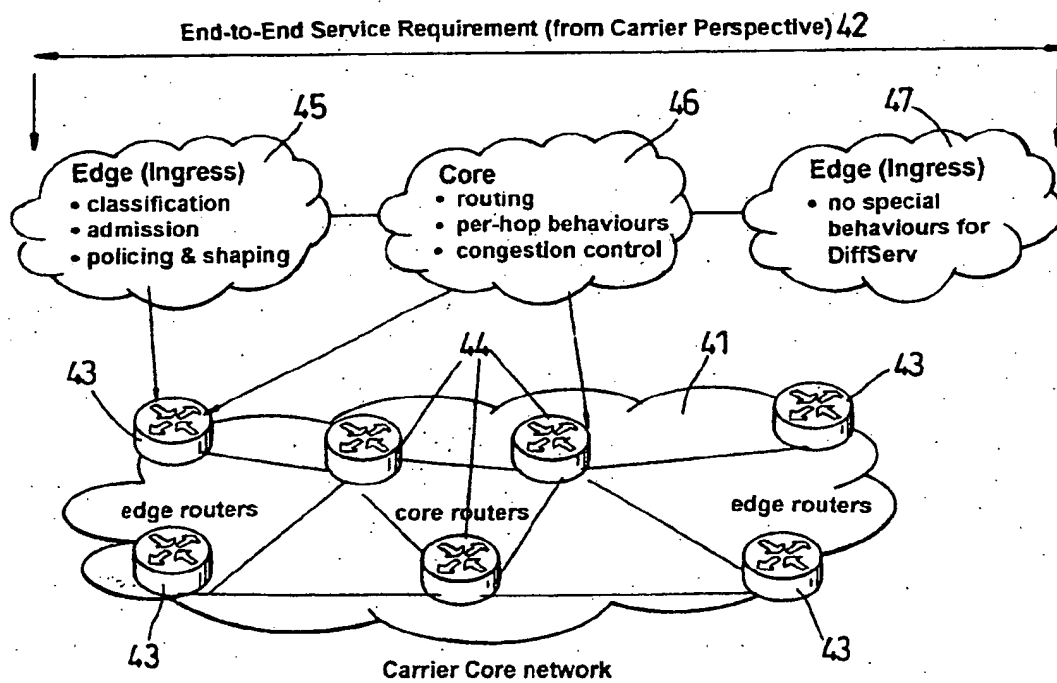 End-to-End Service Requirement (from Carrier Perspective) 42
45
46
47
Edge (Ingress)
• classification
• admission
• policing & shaping
Core
• routing
• per-hop behaviours
• congestion control
Edge (Ingress)
• no special
behaviours for
DiffServ
43
44
41
43
edge routers
core routers
edge routers
43
43
Carrier Core network